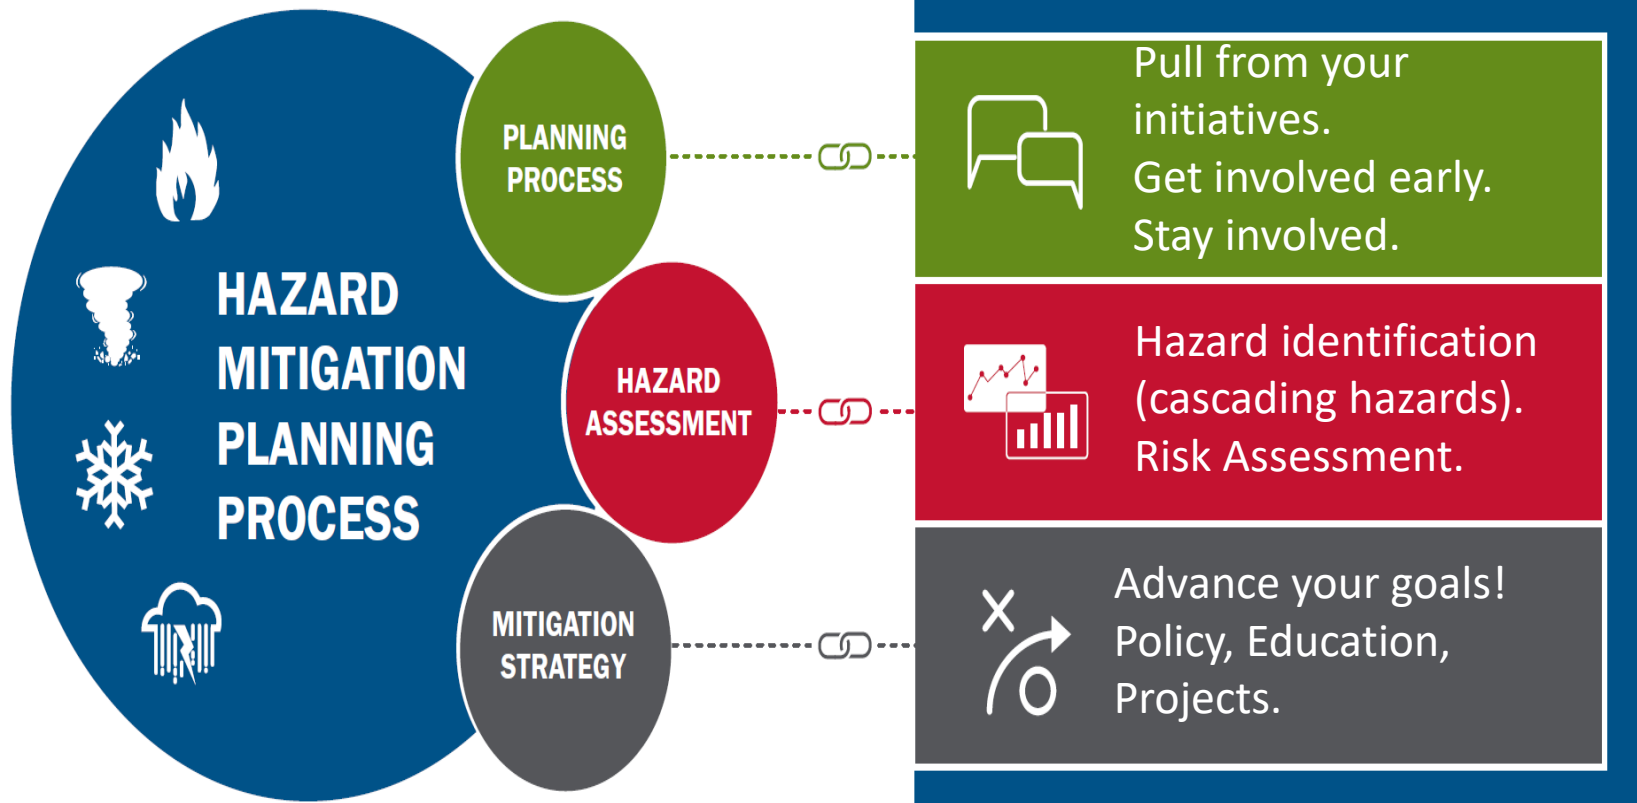 HAZARD
MITIGATION
PLANNING
PROCESS
PLANNING
PROCESS
Pull from your
initiatives.
Get involved early.
Stay involved.
HAZARD
ASSESSMENT
Hazard identification
(cascading hazards).
Risk Assessment.
MITIGATION
STRATEGY
Advance your goals!
Policy, Education,
Projects.